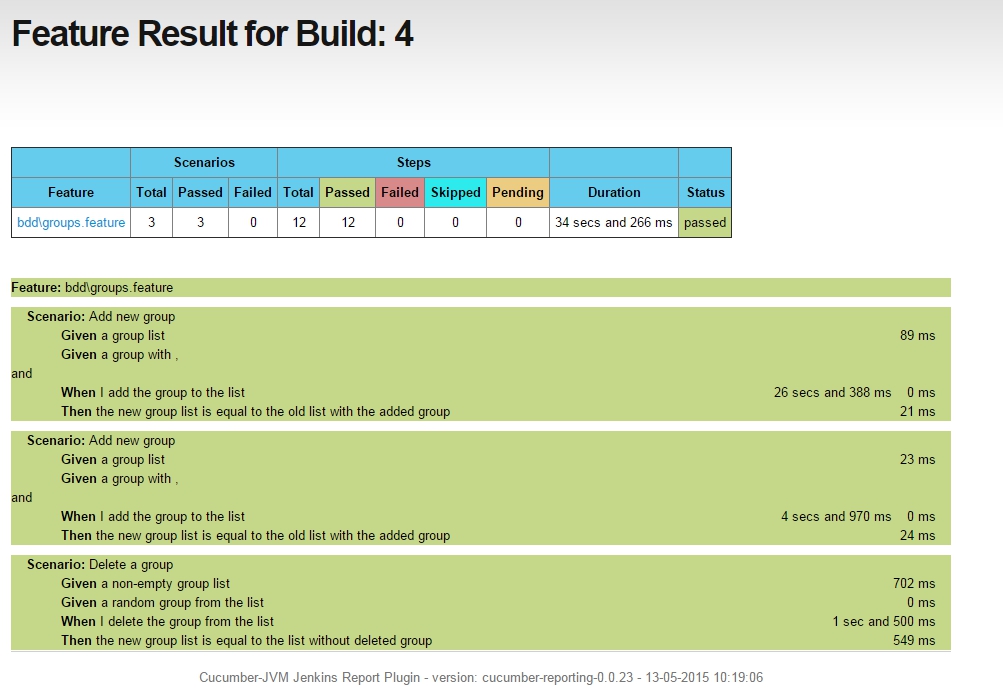 Feature Result for Build: 4
Scenarios Steps
Feature Total Passed Failed Total Passed Failed Skipped Pending Duration Status
bdd\groups.feature 3 3 0 12 12 0 0 0 34 secs and 266 ms passed
Feature: bdd\groups.feature
Scenario: Add new group
Given a group list 89 ms
Given a group with ,
and
When I add the group to the list 26 secs and 388 ms 0 ms
Then the new group list is equal to the old list with the added group 21 ms
Scenario: Add new group
Given a group list 23 ms
Given a group with ,
and
When I add the group to the list 4 secs and 970 ms 0 ms
Then the new group list is equal to the old list with the added group 24 ms
Scenario: Delete a group
Given a non-empty group list 702 ms
Given a random group from the list 0 ms
When I delete the group from the list 1 sec and 500 ms
Then the new group list is equal to the list without deleted group 549 ms
Cucumber-JVM Jenkins Report Plugin - version: cucumber-reporting-0.0.23 - 13-05-2015 10:19:06